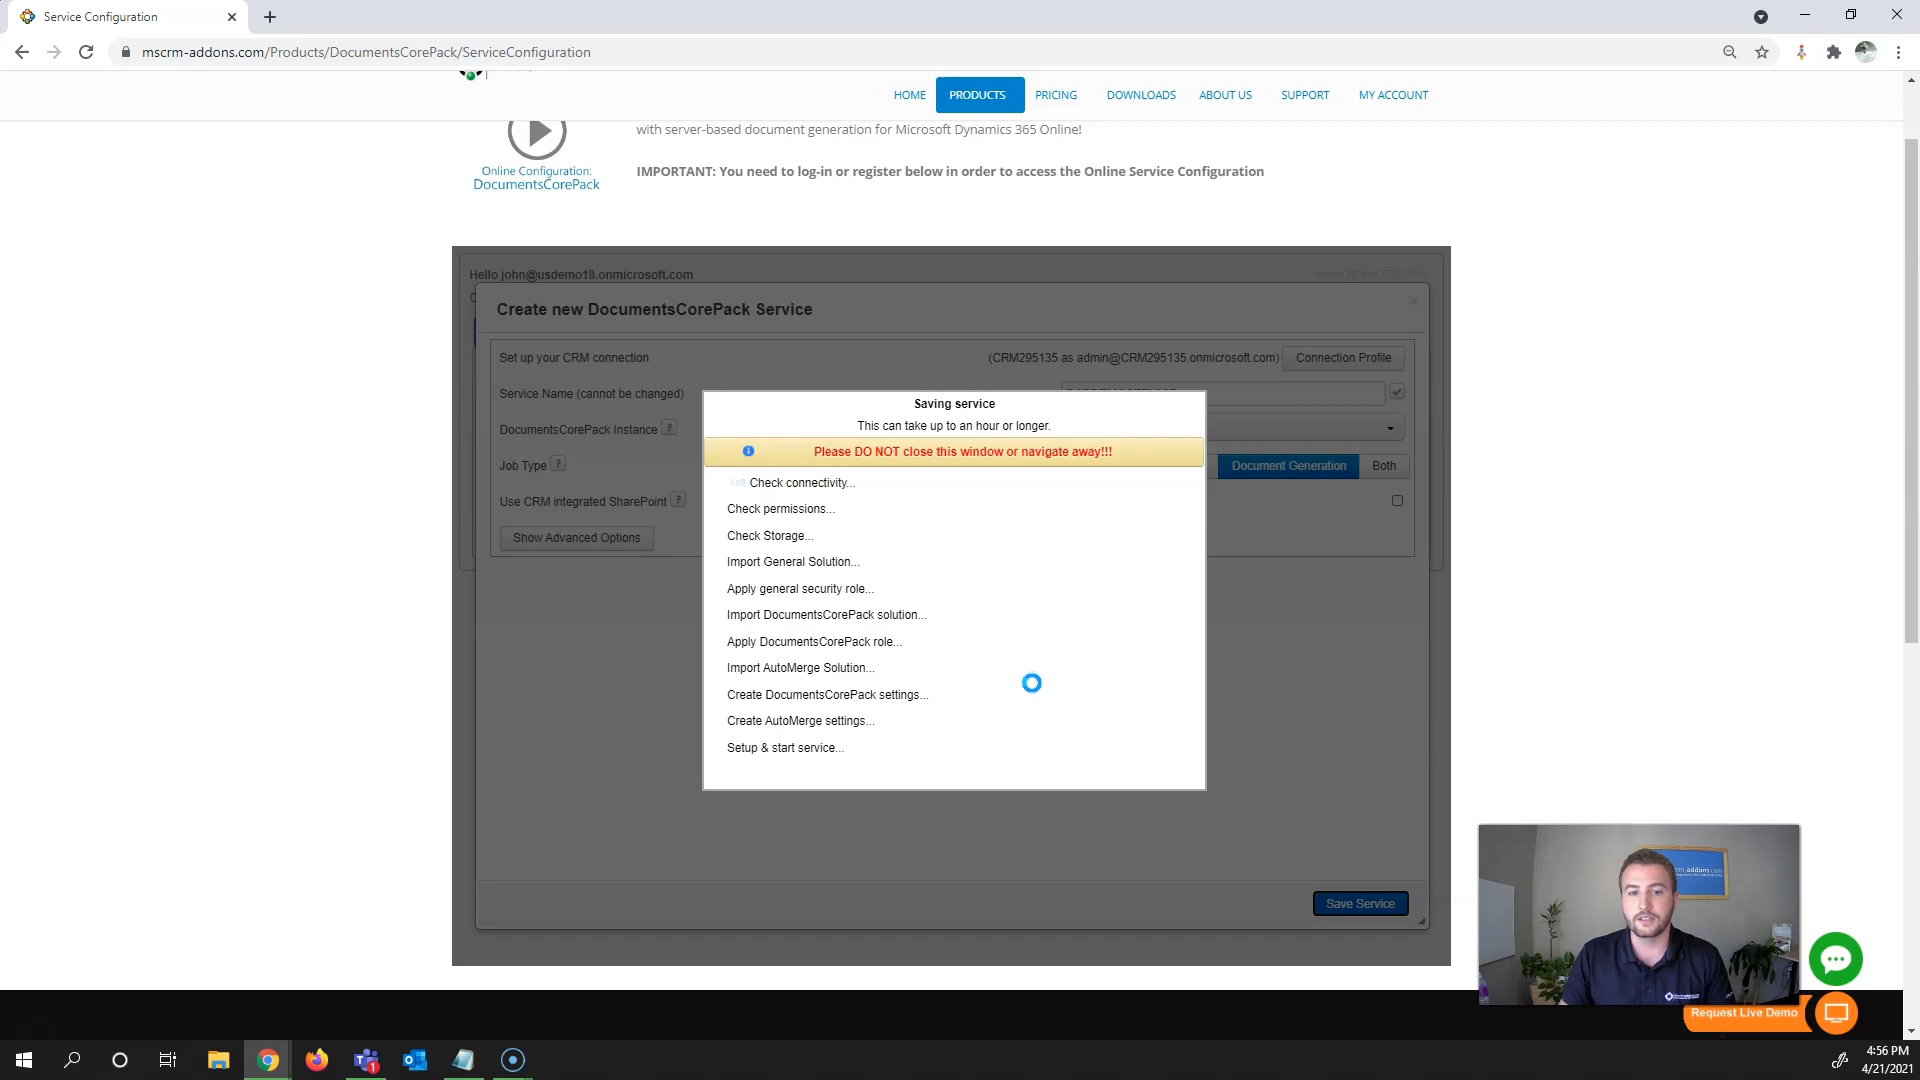 Service Configuration
mscrm-addons.com/Products/DocumentsCorePack/ServiceConfiguration
HOME PRODUCTS PRICING DOWNLOADS ABOUT US SUPPORT MY ACCOUNT
with server-based document generation for Microsoft Dynamics 365 Online!
Online Configuration:
DocumentsCorePack
IMPORTANT: You need to log-in or register below in order to access the Online Service Configuration
Hello john@usdemo18.onmicrosoft.com
Create new DocumentsCorePack Service
Set up your CRM connection (CRM295135 as admin@CRM295135.onmicrosoft.com) Connection Profile
Service Name (cannot be changed)
DocumentsCorePack Instance ?
Job Type ? Document Generation Both
Use CRM integrated SharePoint ?
Show Advanced Options
Saving service
This can take up to an hour or longer.
Please DO NOT close this window or navigate away!!!
Check connectivity...
Check permissions...
Check Storage...
Import General Solution...
Apply general security role...
Import DocumentsCorePack solution...
Apply DocumentsCorePack role...
Import AutoMerge Solution...
Create DocumentsCorePack settings...
Create AutoMerge settings...
Setup & start service...
Save Service
addons.com
Request Live Demo
1
4:56 PM
4/21/2021